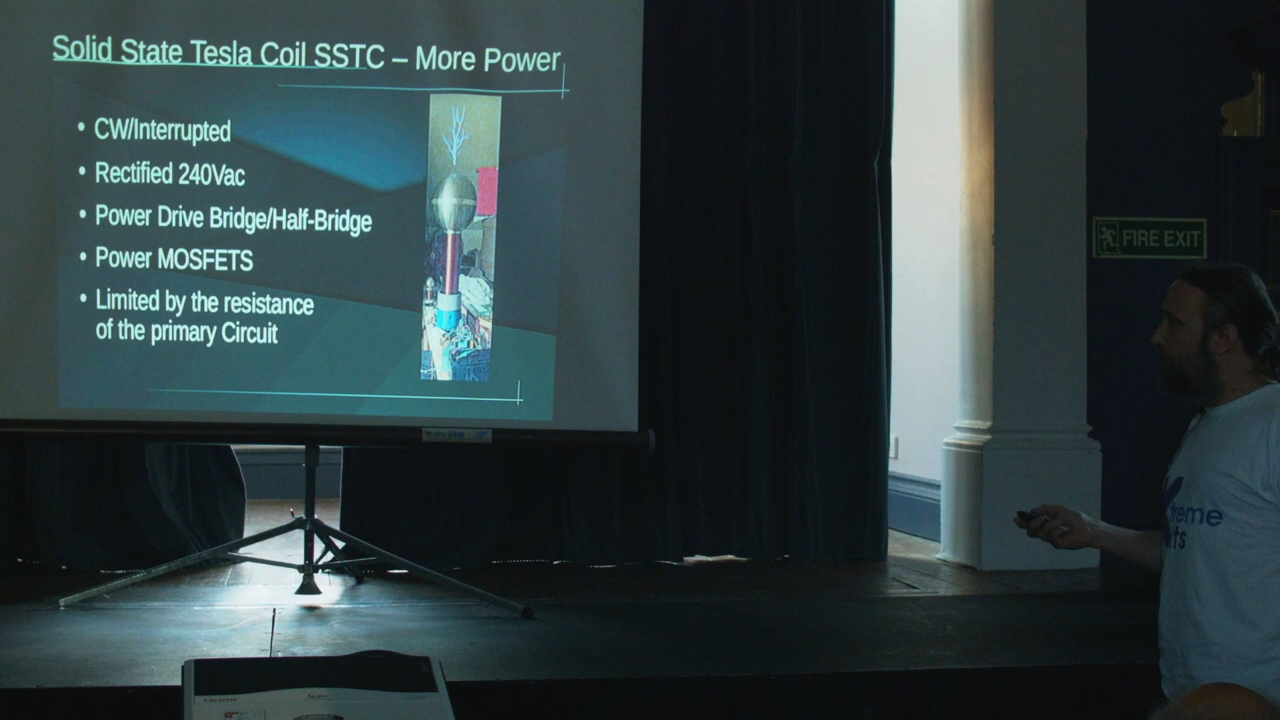 Solid State Tesla Coil SSTC – More Power
• CW/Interrupted
• Rectified 240Vac
• Power Drive Bridge/Half-Bridge
• Power MOSFETS
• Limited by the resistance
of the primary Circuit
FIRE EXIT
treme